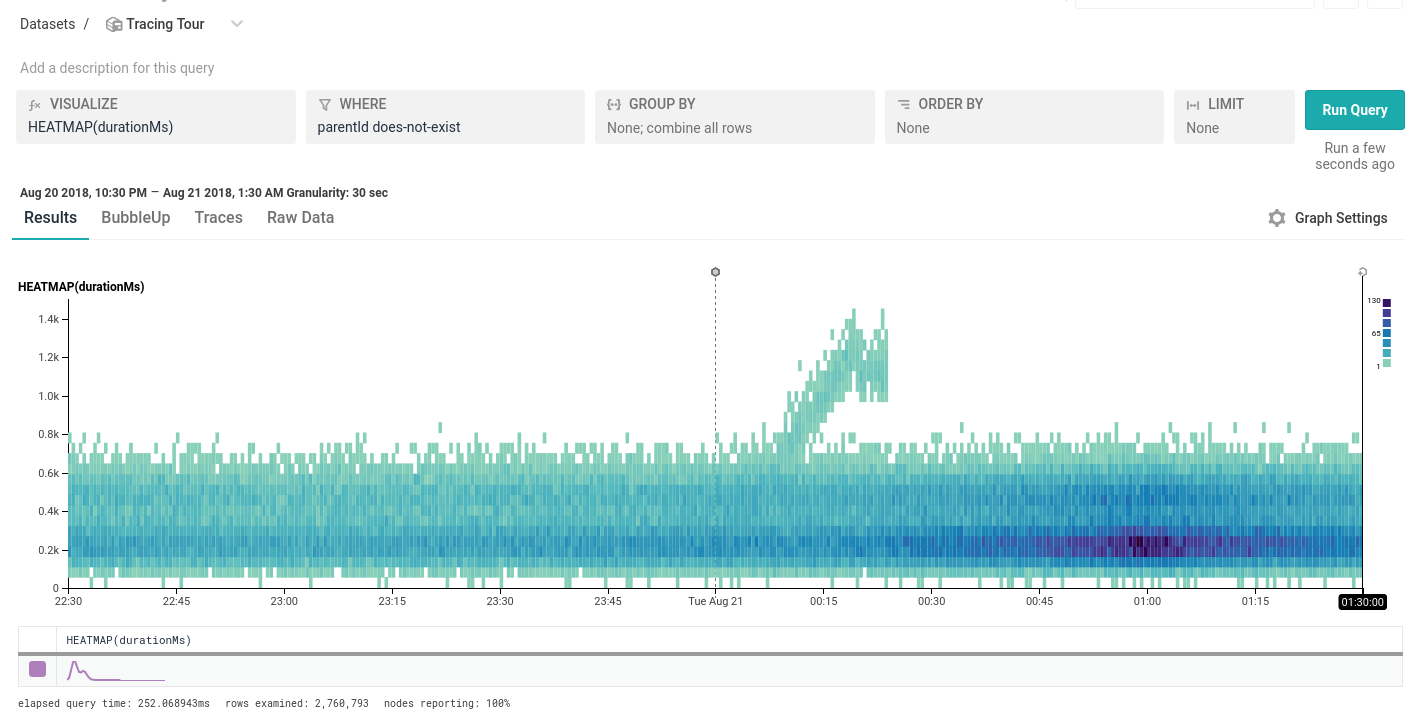 Datasets / Tracing Tour
Add a description for this query
VISUALIZE
HEATMAP(durationMs)
WHERE
parentId does-not-exist
GROUP BY
None; combine all rows
ORDER BY
None
LIMIT
None
Run Query
Run a few
seconds ago
Aug 20 2018, 10:30 PM – Aug 21 2018, 1:30 AM Granularity: 30 sec
Results BubbleUp Traces Raw Data
Graph Settings
HEATMAP(durationMs)
130
65
1
1.4k
1.2k
1.0k
0.8k
0.6k
0.4k
0.2k
0
22:30 22:45 23:00 23:15 23:30 23:45 Tue Aug 21 00:15 00:30 00:45 01:00 01:15 01:30:00
HEATMAP(durationMs)
elapsed query time: 252.068943ms rows examined: 2,760,793 nodes reporting: 100%